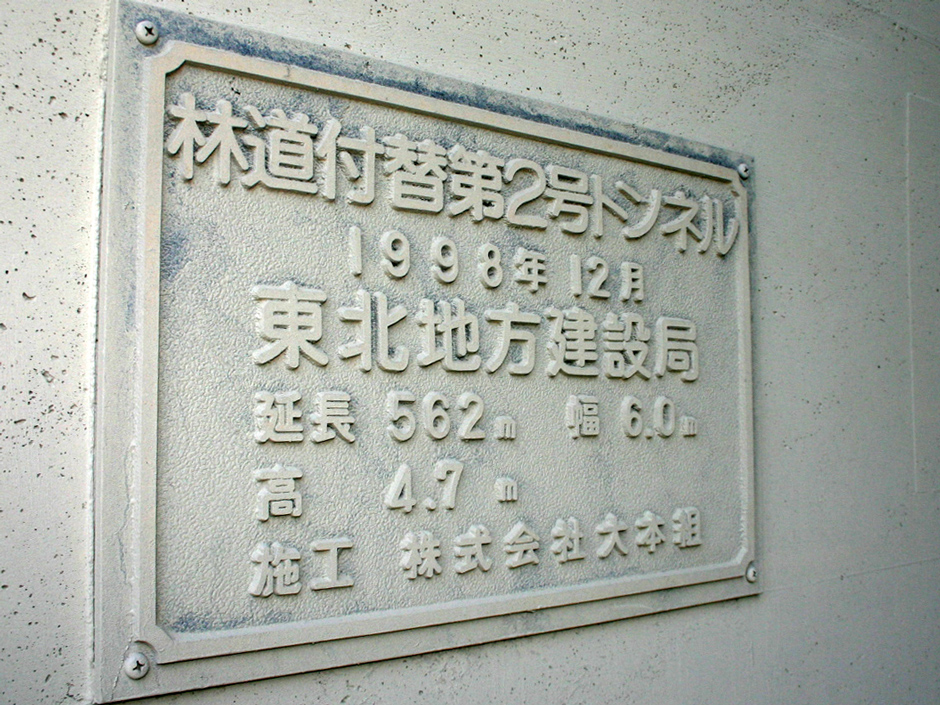 林道付替第2号トンネル
1998年12月
東北地方建設局
延長 562m 幅 6.0m
高 4.7m
施工 株式会社大本組